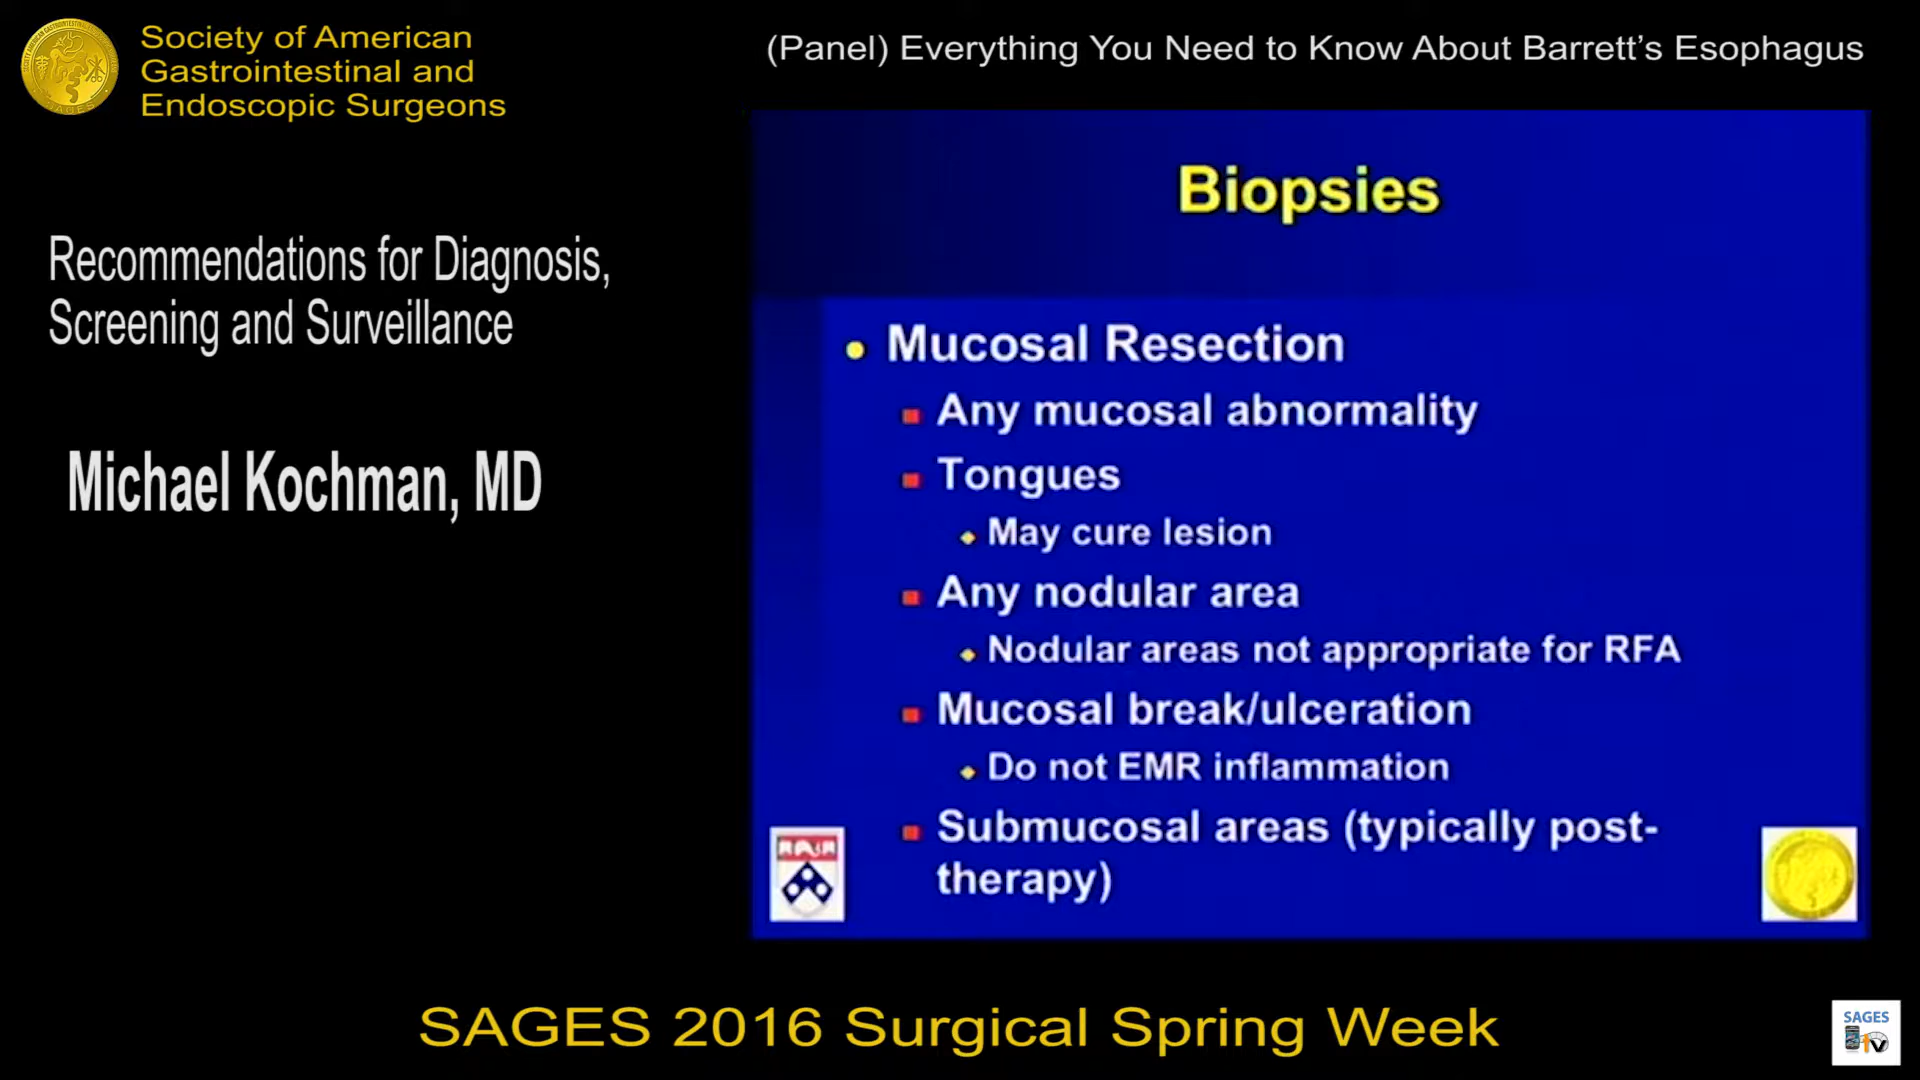 Society of American
Gastrointestinal and
Endoscopic Surgeons
(Panel) Everything You Need to Know About Barrett's Esophagus
Recommendations for Diagnosis,
Screening and Surveillance
Michael Kochman, MD
Biopsies
Mucosal Resection
Any mucosal abnormality
Tongues
May cure lesion
Any nodular area
Nodular areas not appropriate for RFA
Mucosal break/ulceration
Do not EMR inflammation
Submucosal areas (typically post-
therapy)
SAGES 2016 Surgical Spring Week
SAGES
TV